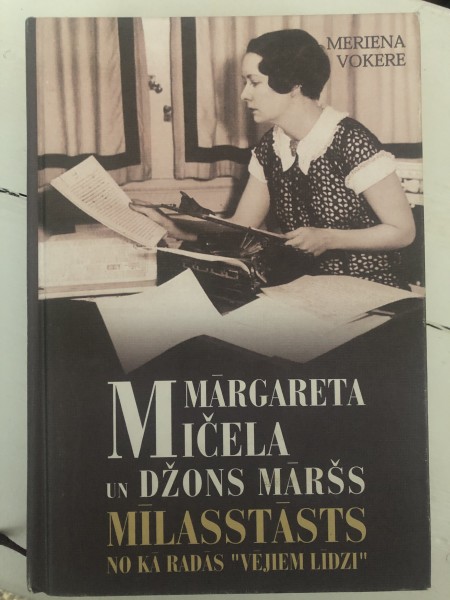 MERIENA
VOKERE
MĀRGARETA
MIČELA
UN DŽONS MĀRŠS
MĪLASSTĀSTS
NO KĀ RADĀS "VĒJIEM LĪDZI"